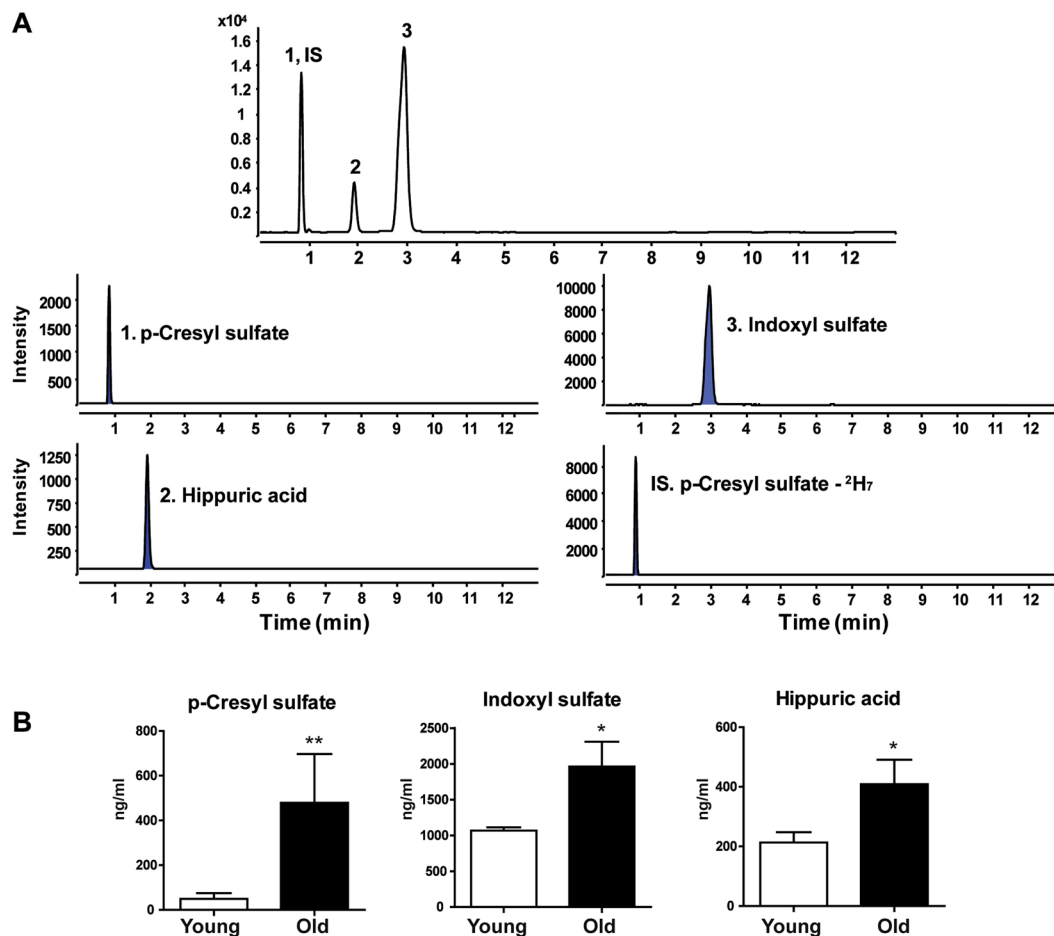 A
x10⁴
1.6
1.4
1.2
1
0.8
0.6
0.4
0.2
1, IS
2
3
1 2 3 4 5 6 7 8 9 10 11 12
Intensity
2000
1500
1000
500
1. p-Cresyl sulfate
1 2 3 4 5 6 7 8 9 10 11 12
10000
8000
6000
4000
2000
3. Indoxyl sulfate
1 2 3 4 5 6 7 8 9 10 11 12
Intensity
1250
1000
750
500
250
2. Hippuric acid
1 2 3 4 5 6 7 8 9 10 11 12
Time (min)
8000
6000
4000
2000
IS. p-Cresyl sulfate - ²H₇
1 2 3 4 5 6 7 8 9 10 11 12
Time (min)
B
p-Cresyl sulfate
ng/ml
800
600
400
200
0
**
Young Old
Indoxyl sulfate
ng/ml
2500
2000
1500
1000
500
0
*
Young Old
Hippuric acid
ng/ml
600
400
200
0
*
Young Old